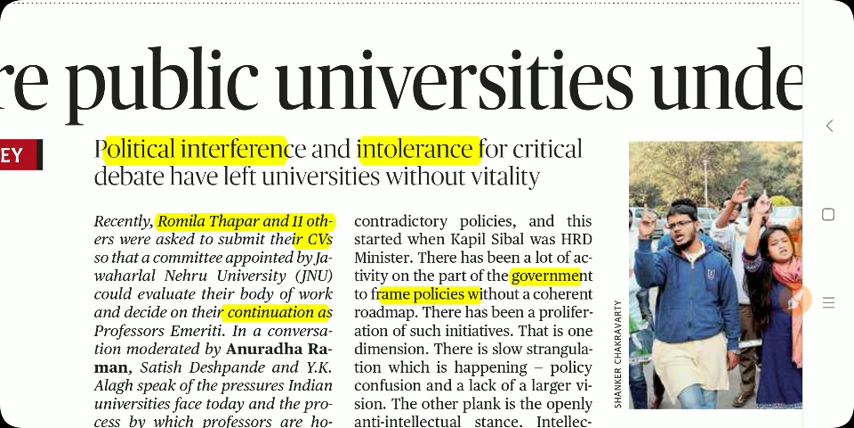 re public universities unde
EY
Political interference and intolerance for critical
debate have left universities without vitality
Recently, Romila Thapar and 11 oth-
ers were asked to submit their CVs
so that a committee appointed by Ja-
waharlal Nehru University (JNU)
could evaluate their body of work
and decide on their continuation as
Professors Emeriti. In a conversa-
tion moderated by Anuradha Ra-
man, Satish Deshpande and Y.K.
Alagh speak of the pressures Indian
universities face today and the pro-
cess by which professors are ho-
contradictory policies, and this
started when Kapil Sibal was HRD
Minister. There has been a lot of ac-
tivity on the part of the government
to frame policies without a coherent
roadmap. There has been a prolifer-
ation of such initiatives. That is one
dimension. There is slow strangula-
tion which is happening – policy
confusion and a lack of a larger vi-
sion. The other plank is the openly
anti-intellectual stance. Intellec-
SHANKER CHAKRAVARTY